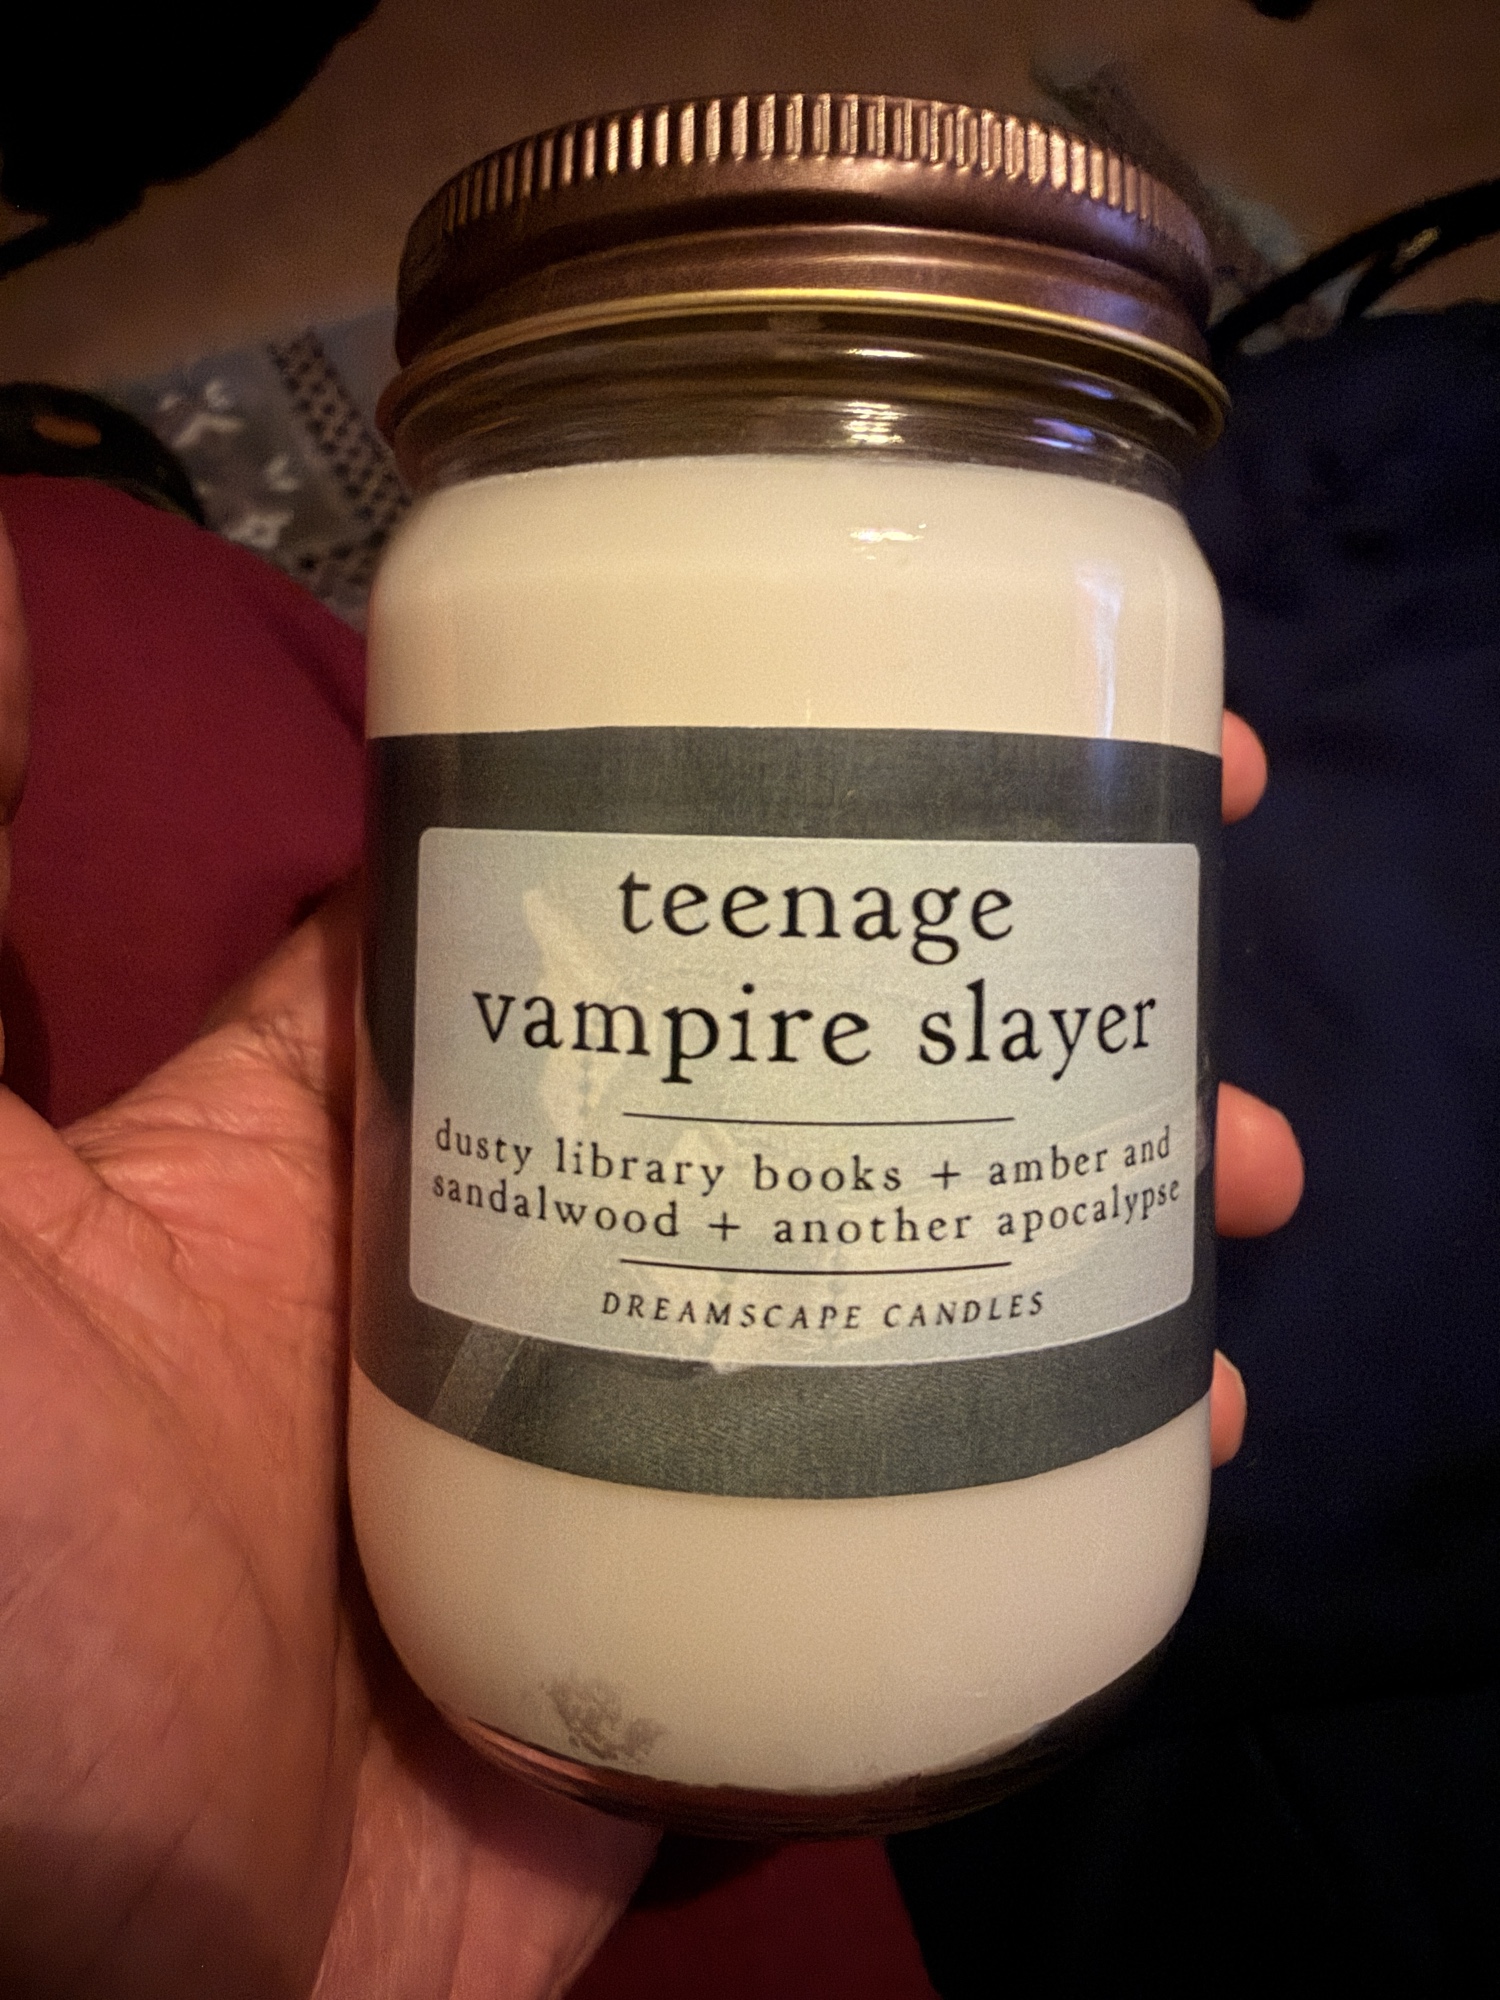 teenage
vampire slayer
dusty library books + amber and
sandalwood + another apocalypse
DREAMSCAPE CANDLES